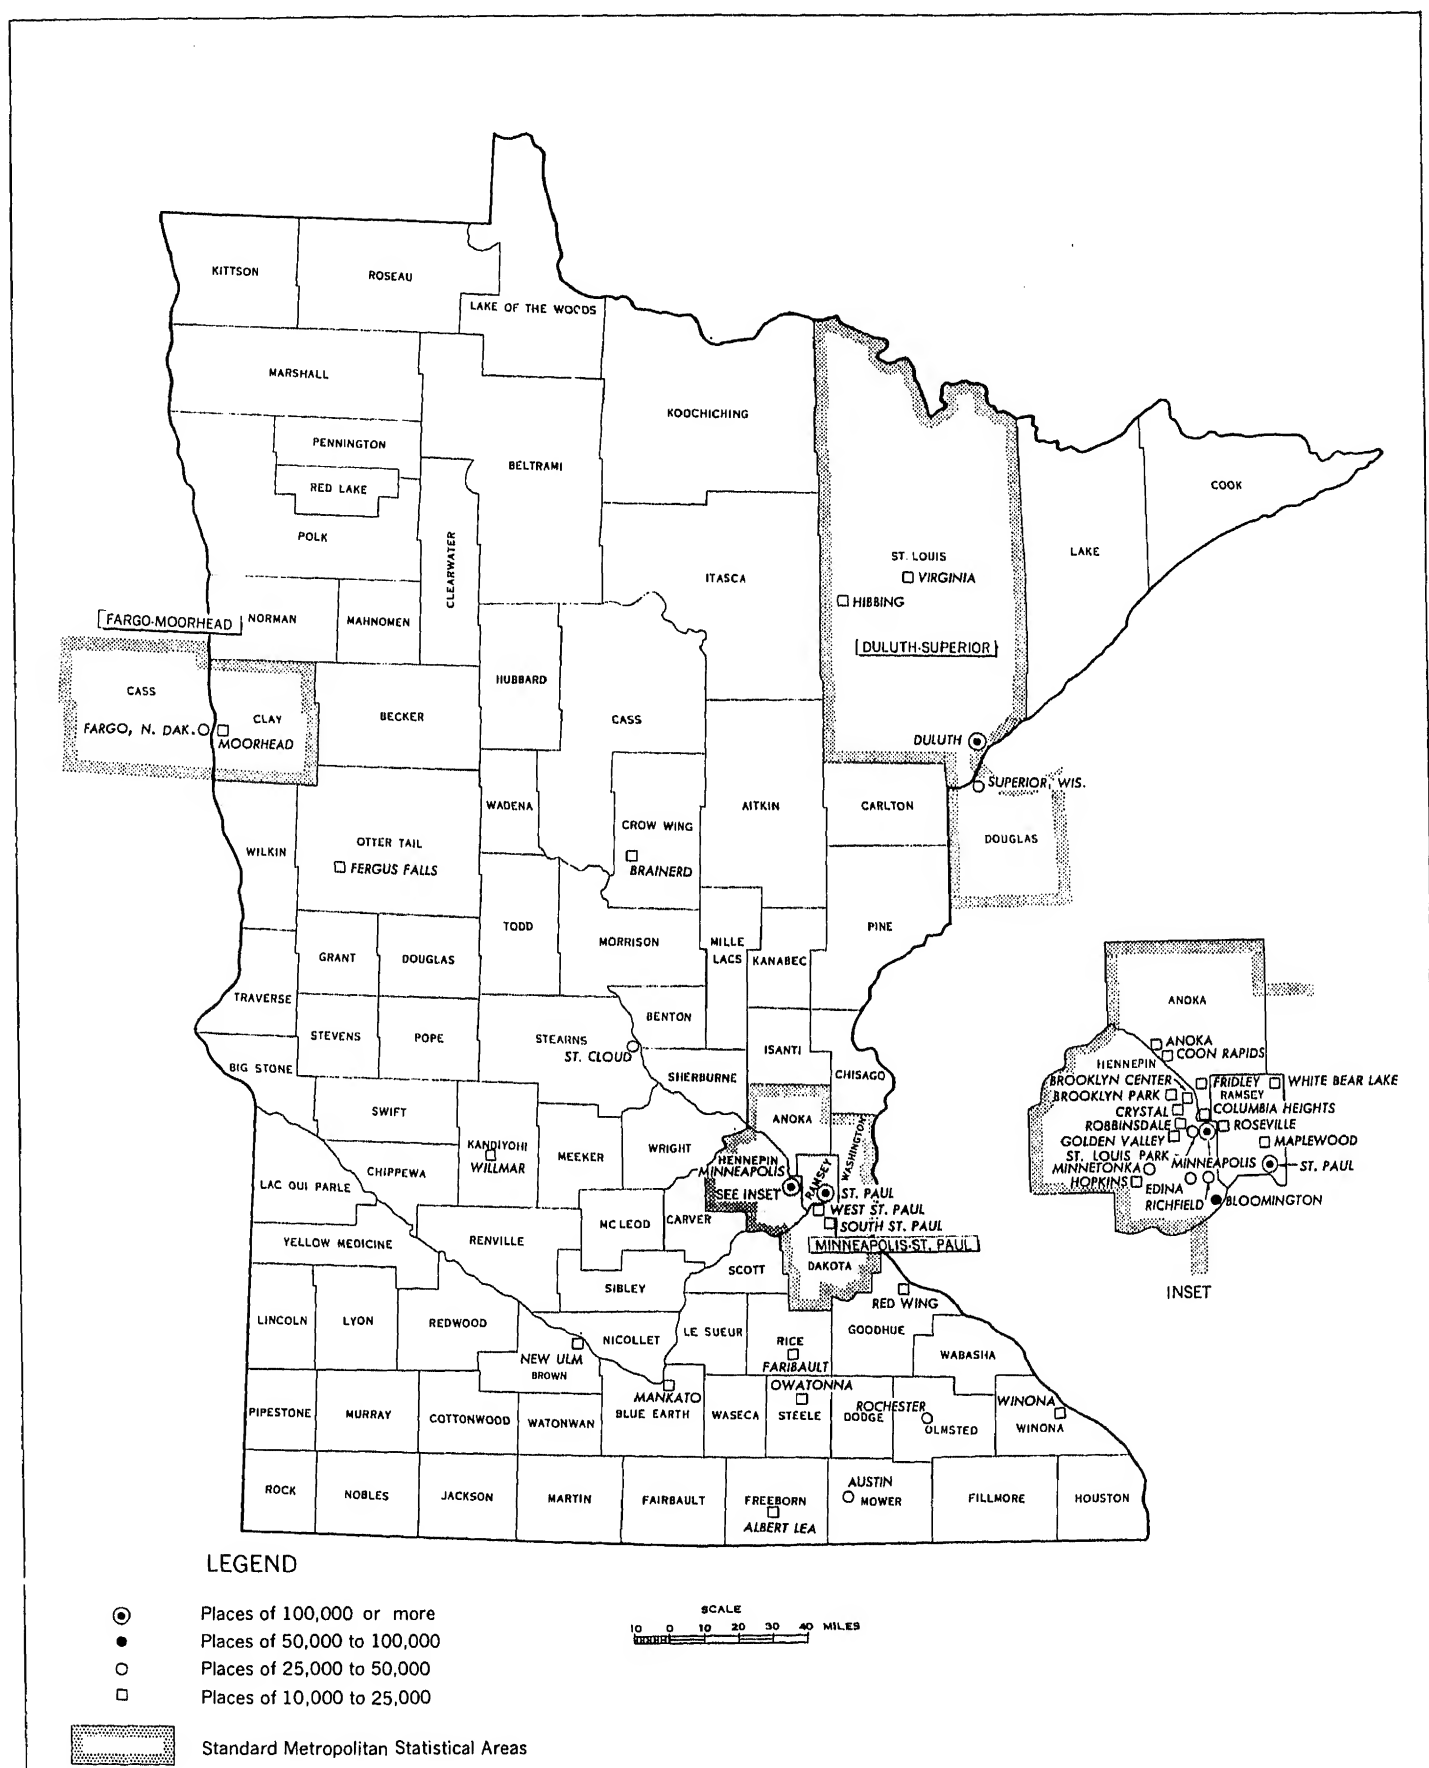 KITTSON
ROSEAU
LAKE OF THE WOODS
MARSHALL
KOOCHICHING
PENNINGTON
BELTRAMI
RED LAKE
COOK
POLK
CLEARWATER
ST. LOUIS
LAKE
VIRGINIA
ITASCA
HIBBING
FARGO-MOORHEAD
NORMAN
MAHNOMEN
DULUTH-SUPERIOR
HUBBARD
CASS
CLAY
BECKER
CASS
FARGO, N. DAK.
MOORHEAD
DULUTH
SUPERIOR, WIS.
WADENA
AITKIN
CARLTON
CROW WING
OTTER TAIL
DOUGLAS
WILKIN
FERGUS FALLS
BRAINERD
TODD
PINE
MORRISON
MILLE
LACS
KANABEC
GRANT
DOUGLAS
TRAVERSE
BENTON
STEVENS
POPE
STEARNS
ST. CLOUD
ISANTI
BIG STONE
SHERBURNE
CHISAGO
SWIFT
ANOKA
KANDIYOHI
WRIGHT
WASHINGTON
WILLMAR
MEEKER
HENNEPIN
MINNEAPOLIS
CHIPPEWA
RAMSEY
LAC QUI PARLE
SEE INSET
ST. PAUL
WEST ST. PAUL
MC LEOD
CARVER
SOUTH ST. PAUL
YELLOW MEDICINE
RENVILLE
MINNEAPOLIS-ST. PAUL
SCOTT
DAKOTA
SIBLEY
RED WING
LINCOLN
LYON
REDWOOD
NICOLLET
LE SUEUR
RICE
GOODHUE
NEW ULM
BROWN
FARIBAULT
WABASHA
MANKATO
OWATONNA
WINONA
PIPESTONE
MURRAY
COTTONWOOD
WATONWAN
BLUE EARTH
WASECA
STEELE
DODGE
ROCHESTER
OLMSTED
WINONA
ROCK
NOBLES
JACKSON
MARTIN
FAIRBAULT
FREEBORN
ALBERT LEA
AUSTIN
MOWER
FILLMORE
HOUSTON
ANOKA
ANOKA
COON RAPIDS
HENNEPIN
BROOKLYN CENTER
FRIDLEY
WHITE BEAR LAKE
BROOKLYN PARK
RAMSEY
CRYSTAL
COLUMBIA HEIGHTS
ROBBINSDALE
ROSEVILLE
GOLDEN VALLEY
MAPLEWOOD
ST. LOUIS PARK
MINNETONKA
MINNEAPOLIS
ST. PAUL
HOPKINS
EDINA
RICHFIELD
BLOOMINGTON
INSET
LEGEND
Places of 100,000 or more
Places of 50,000 to 100,000
Places of 25,000 to 50,000
Places of 10,000 to 25,000
Standard Metropolitan Statistical Areas
SCALE
10 0 10 20 30 40 MILES